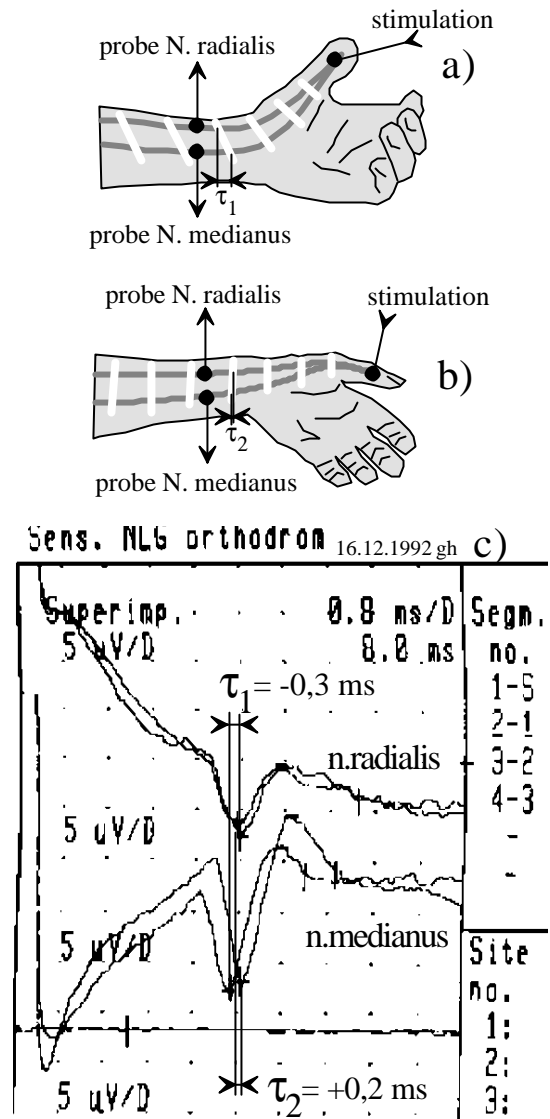 stimulation
probe N. radialis
a)
τ1
probe N. medianus
probe N. radialis
stimulation
b)
τ2
probe N. medianus
Sens. NLG orthodrom 16.12.1992 gh c)
Superimp. 0.8 ms/D Segm.
5 uV/D 8.0 ms no.
τ1= -0,3 ms 1-5
2-1
n.radialis 3-2
4-3
5 uV/D -
-
n.medianus
5 uV/D Site
no.
1:
2:
5 uV/D τ2= +0,2 ms 3: